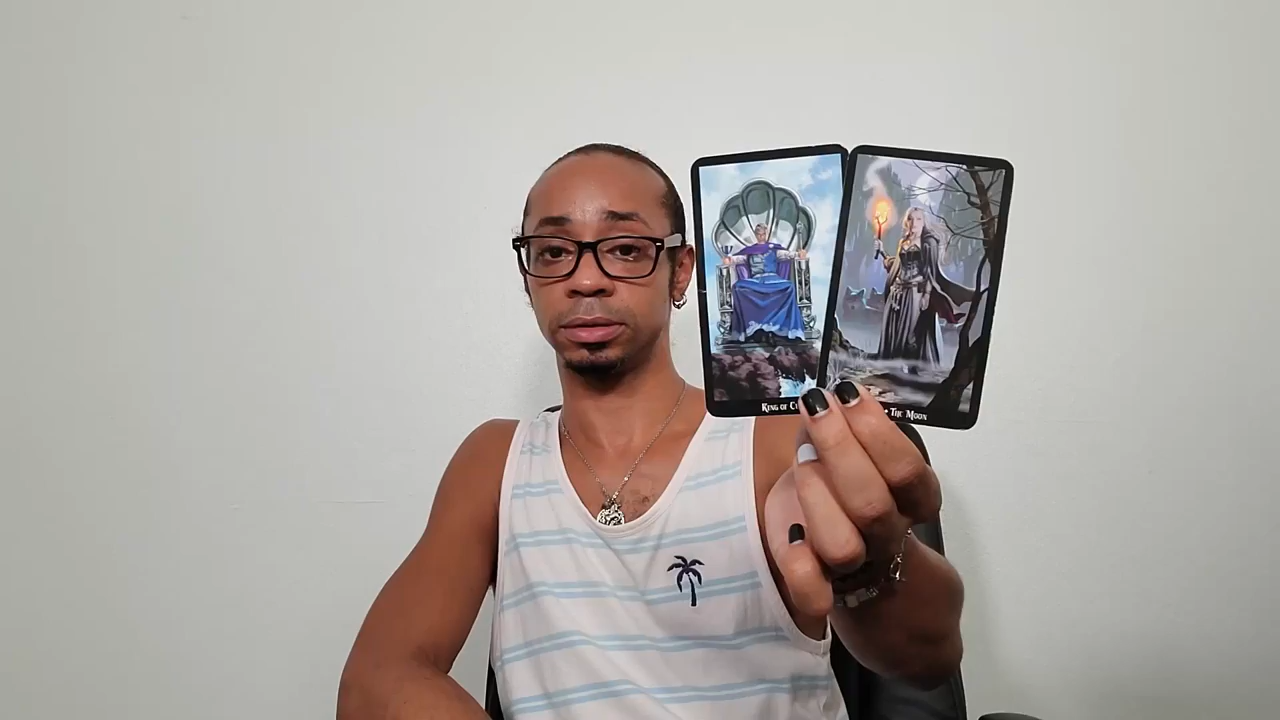 King of C
• The Moon